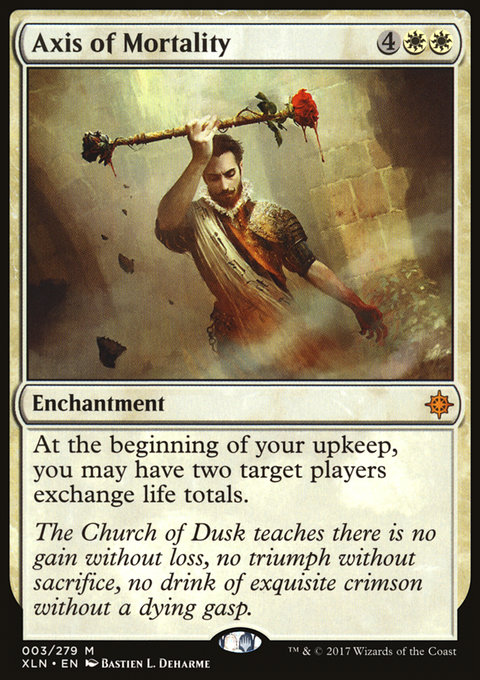 Axis of Mortality 4
Enchantment
At the beginning of your upkeep,
you may have two target players
exchange life totals.
The Church of Dusk teaches there is no
gain without loss, no triumph without
sacrifice, no drink of exquisite crimson
without a dying gasp.
003/279 M
XLN • EN Bastien L. Deharme
™ & © 2017 Wizards of the Coast